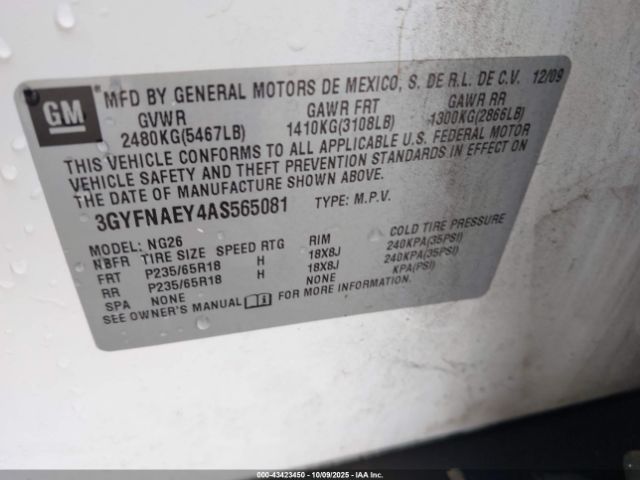 GM
MFD BY GENERAL MOTORS DE MEXICO, S. DE R.L. DE C.V. 12/09
GVWR GAWR FRT GAWR RR
2480KG(5467LB) 1410KG(3108LB) 1300KG(2866LB)
THIS VEHICLE CONFORMS TO ALL APPLICABLE U.S. FEDERAL MOTOR
VEHICLE SAFETY AND THEFT PREVENTION STANDARDS IN EFFECT ON
THE DATE OF MANUFACTURE SHOWN ABOVE.
3GYFNAEY4AS565081 TYPE: M.P.V.
MODEL: NG26
NBFR TIRE SIZE SPEED RTG RIM COLD TIRE PRESSURE
FRT P235/65R18 H 18X8J 240KPA(35PSI)
RR P235/65R18 H 18X8J 240KPA(35PSI)
SPA NONE NONE KPA(PSI)
SEE OWNER'S MANUAL FOR MORE INFORMATION.
000-43423450 • 10/09/2025 • IAA Inc.